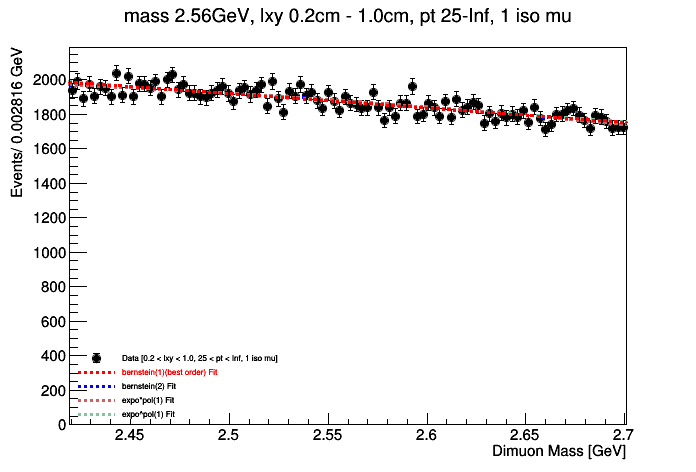 mass 2.56GeV, lxy 0.2cm - 1.0cm, pt 25-Inf, 1 iso mu
Events/ 0.002816 GeV
2000
1800
1600
1400
1200
1000
800
600
400
200
0
Data [0.2 < lxy < 1.0, 25 < pt < Inf, 1 iso mu]
bernstein(1)(best order) Fit
bernstein(2) Fit
expo*pol(1) Fit
expo^pol(1) Fit
2.45 2.5 2.55 2.6 2.65 2.7
Dimuon Mass [GeV]